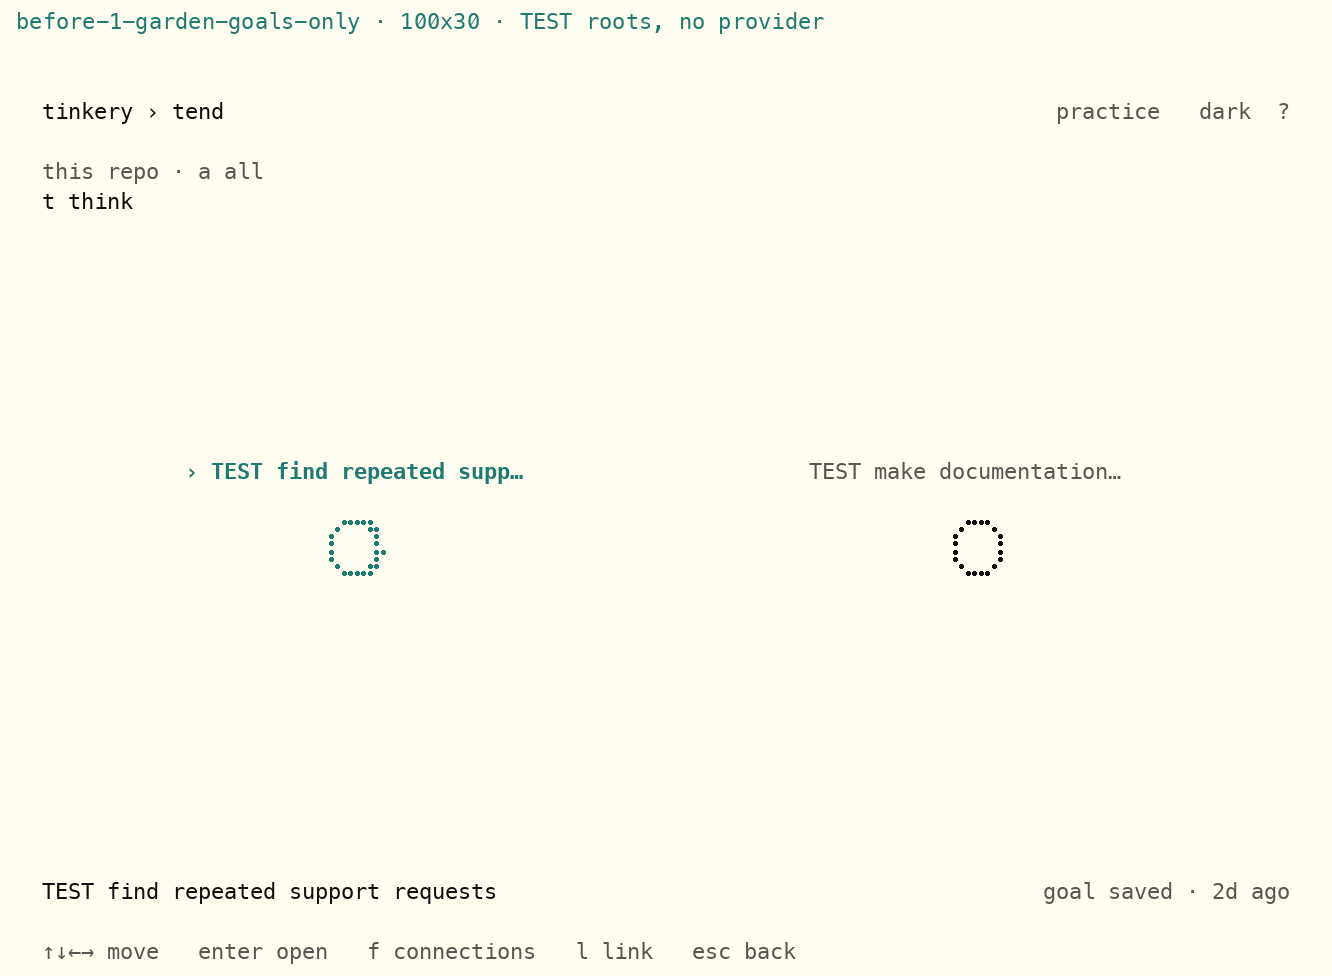 before–1–garden–goals–only · 100x30 · TEST roots, no provider
tinkery › tend practice dark ?
this repo · a all
t think
› TEST find repeated supp… TEST make documentation…
TEST find repeated support requests goal saved · 2d ago
↑↓←→ move enter open f connections l link esc back